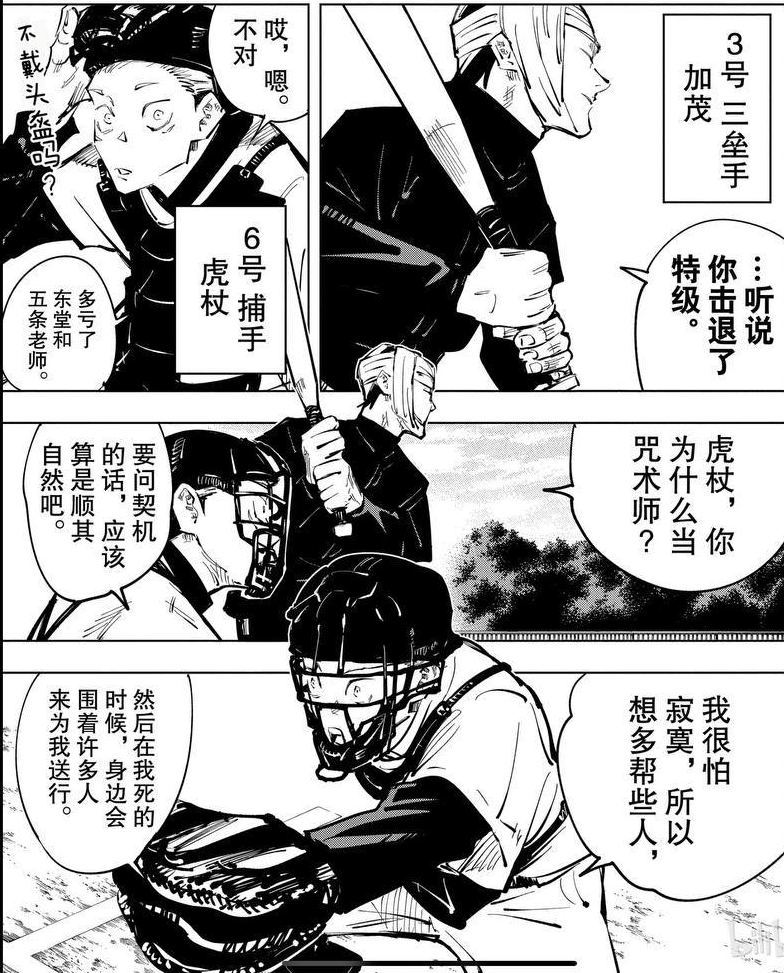 3号 三垒手
加茂
…听说
你击退了
特级。
哎，嗯。
不对
不戴头盔吗？
6号 捕手
虎杖
多亏了
东堂和
五条老师。
虎杖，你
为什么当
咒术师？
要问契机
的话，应该
算是顺其
自然吧。
我很怕
寂寞，所以
想多帮些人，
然后在我死的
时候，身边会
围着许多人
来为我送行。